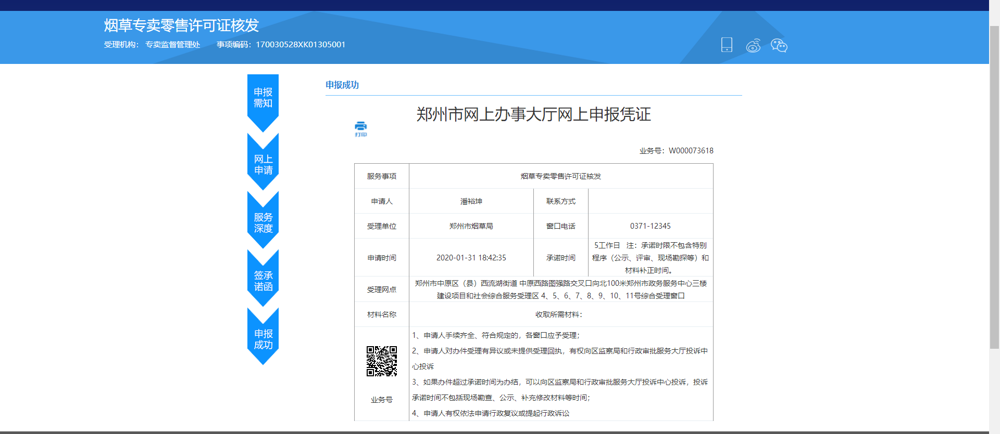 烟草专卖零售许可证核发
受理机构： 专卖监督管理处 事项编码：170030528XK01305001
申报
需知
网上
申请
服务
深度
签承
诺函
申报
成功
申报成功
郑州市网上办事大厅网上申报凭证
打印
业务号：W000073618
服务事项 烟草专卖零售许可证核发
申请人 潘裕坤 联系方式
受理单位 郑州市烟草局 窗口电话 0371-12345
申请时间 2020-01-31 18:42:35 承诺时间
5工作日 注：承诺时限不包含特别
程序（公示、评审、现场勘探等）和
材料补正时间。
受理网点
郑州市中原区（县）西流湖街道 中原西路图强路交叉口向北100米郑州市政务服务中心三楼
建设项目和社会综合服务受理区 4、5、6、7、8、9、10、11号综合受理窗口
材料名称 收取所需材料：
业务号
1、申请人手续齐全、符合规定的，各窗口应予受理；
2、申请人对办件受理有异议或未提供受理回执，有权向区监察局和行政审批服务大厅投诉中
心投诉
3、如果办件超过承诺时间为办结，可以向区监察局和行政审批服务大厅投诉中心投诉，投诉
承诺时间不包括现场勘查、公示、补充修改材料等时间；
4、申请人有权依法申请行政复议或提起行政诉讼